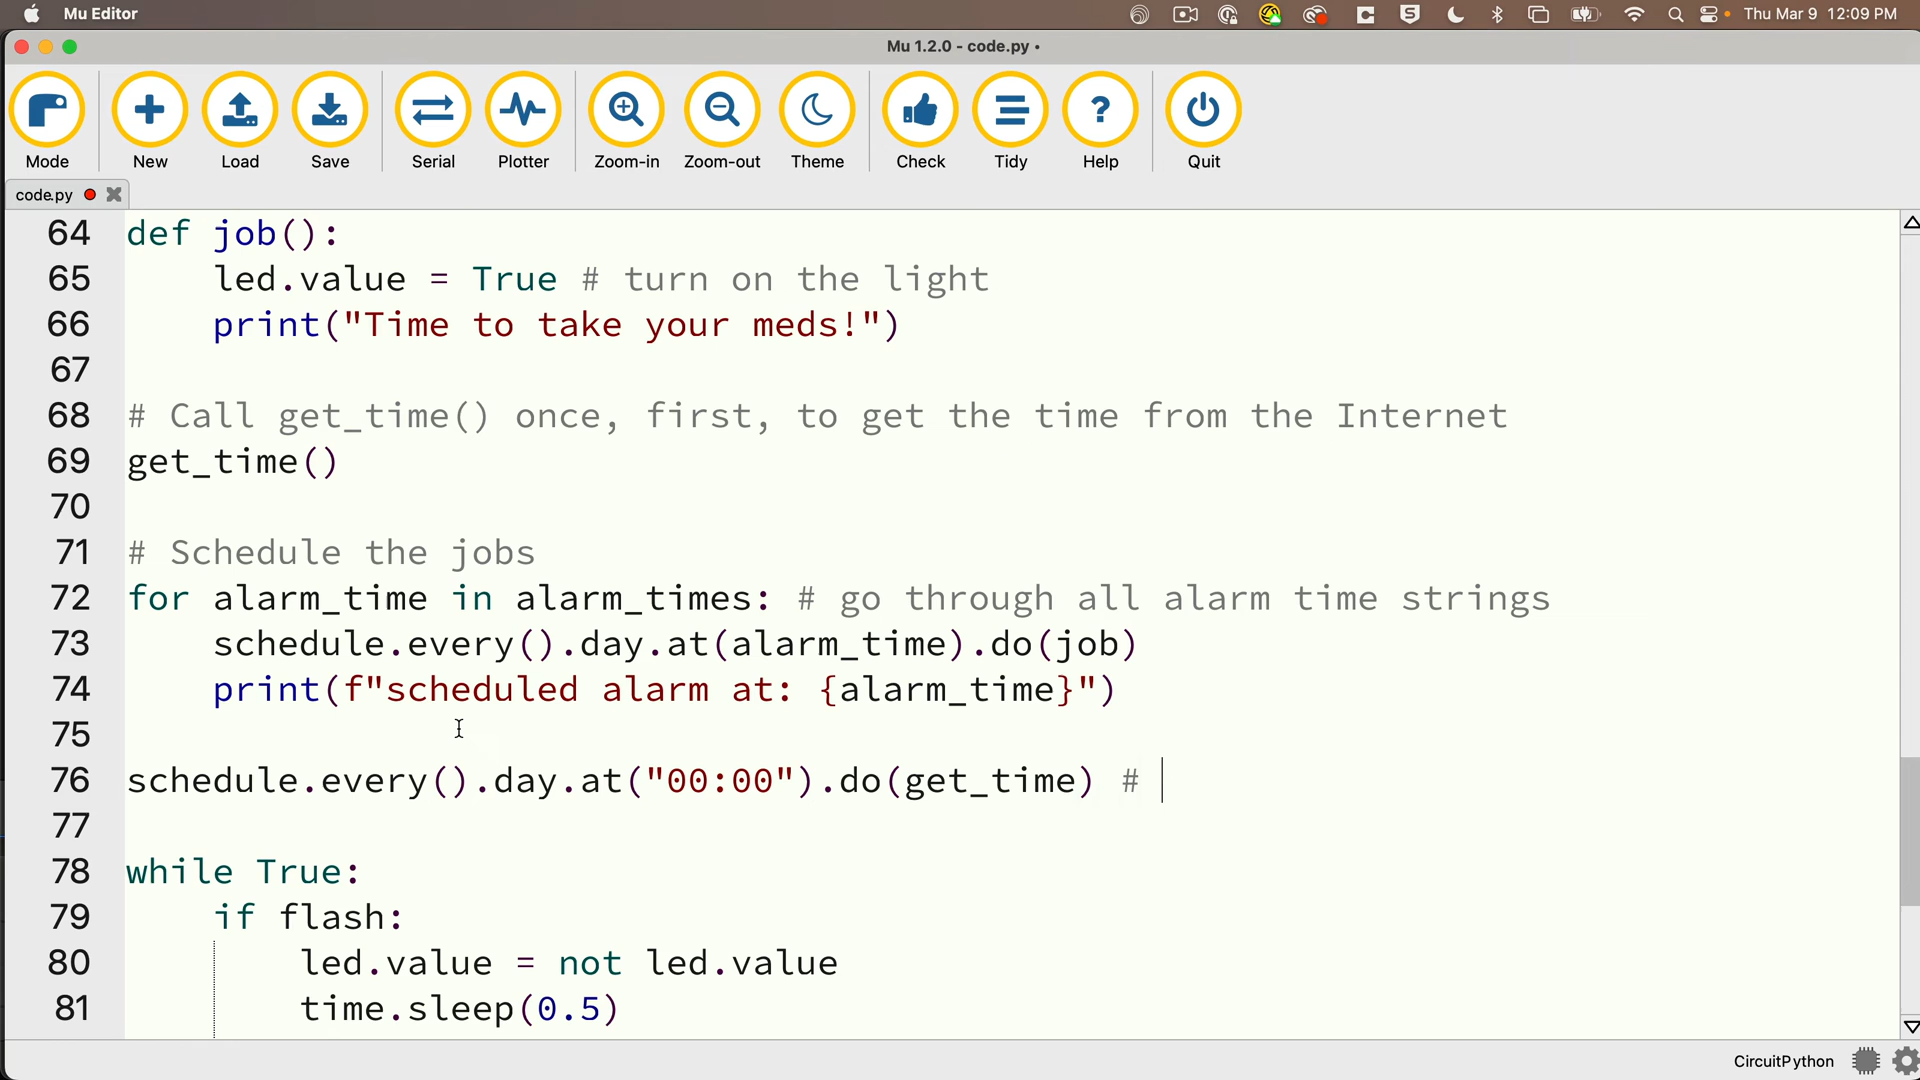 Mu Editor
Thu Mar 9 12:09 PM
Mu 1.2.0 - code.py •
Mode New Load Save Serial Plotter Zoom-in Zoom-out Theme Check Tidy Help Quit
code.py
64 def job():
65 led.value = True # turn on the light
66 print("Time to take your meds!")
67
68 # Call get_time() once, first, to get the time from the Internet
69 get_time()
70
71 # Schedule the jobs
72 for alarm_time in alarm_times: # go through all alarm time strings
73 schedule.every().day.at(alarm_time).do(job)
74 print(f"scheduled alarm at: {alarm_time}")
75
76 schedule.every().day.at("00:00").do(get_time) #
77
78 while True:
79 if flash:
80 led.value = not led.value
81 time.sleep(0.5)
CircuitPython